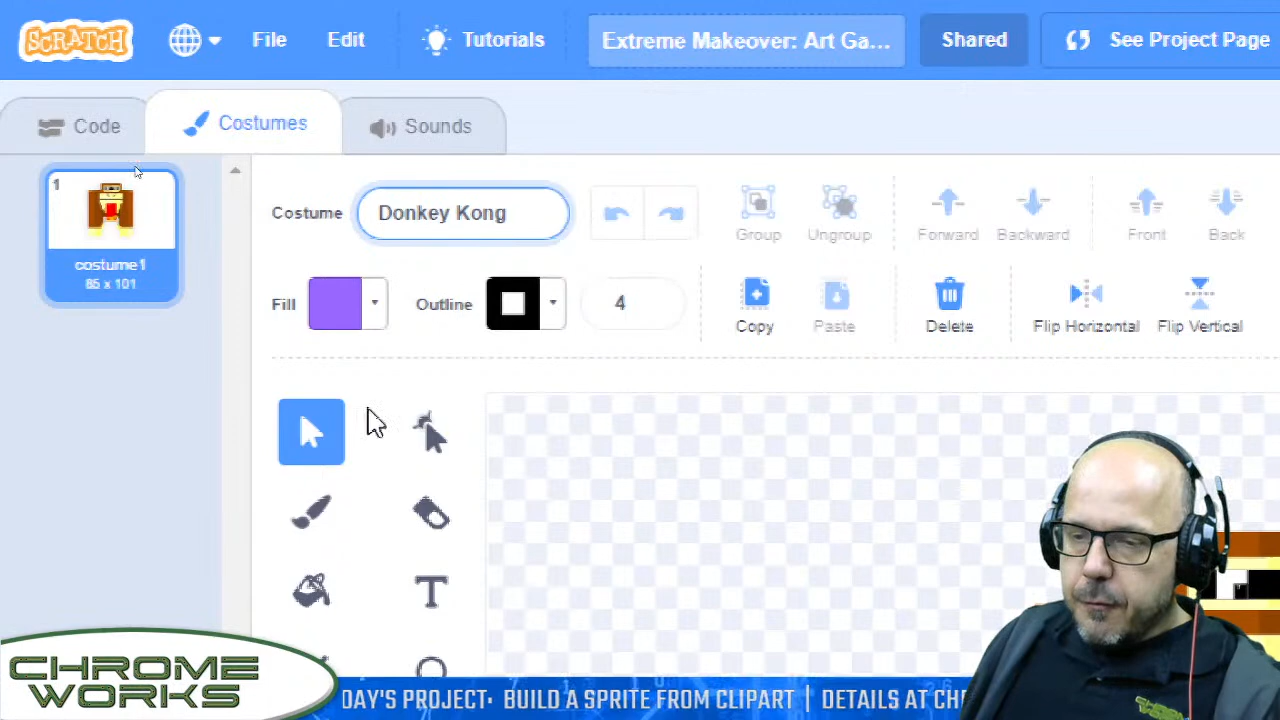 SCRATCH
File
Edit
Tutorials
Extreme Makeover: Art Ga...
Shared
See Project Page
Code
Costumes
Sounds
1
costume1
85 x 101
Costume
Donkey Kong
Group
Ungroup
Forward
Backward
Front
Back
Fill
Outline
4
Copy
Paste
Delete
Flip Horizontal
Flip Vertical
T
CHROME
WORKS
DAY'S PROJECT: BUILD A SPRITE FROM CLIPART | DETAILS AT CH